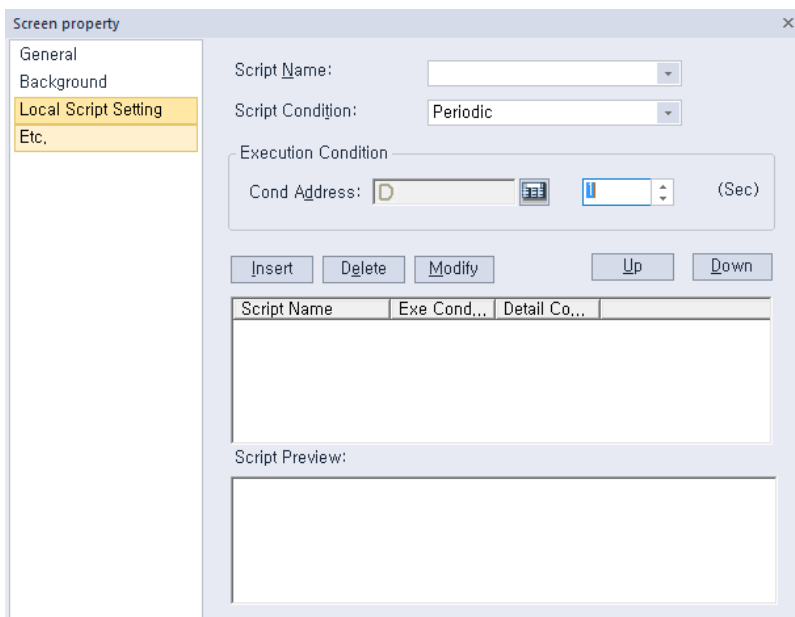 Screen property
General
Background
Local Script Setting
Etc.
Script Name:
Script Condition: Periodic
Execution Condition
Cond Address: D 1 (Sec)
Insert Delete Modify Up Down
Script Name Exe Cond... Detail Co...
Script Preview: